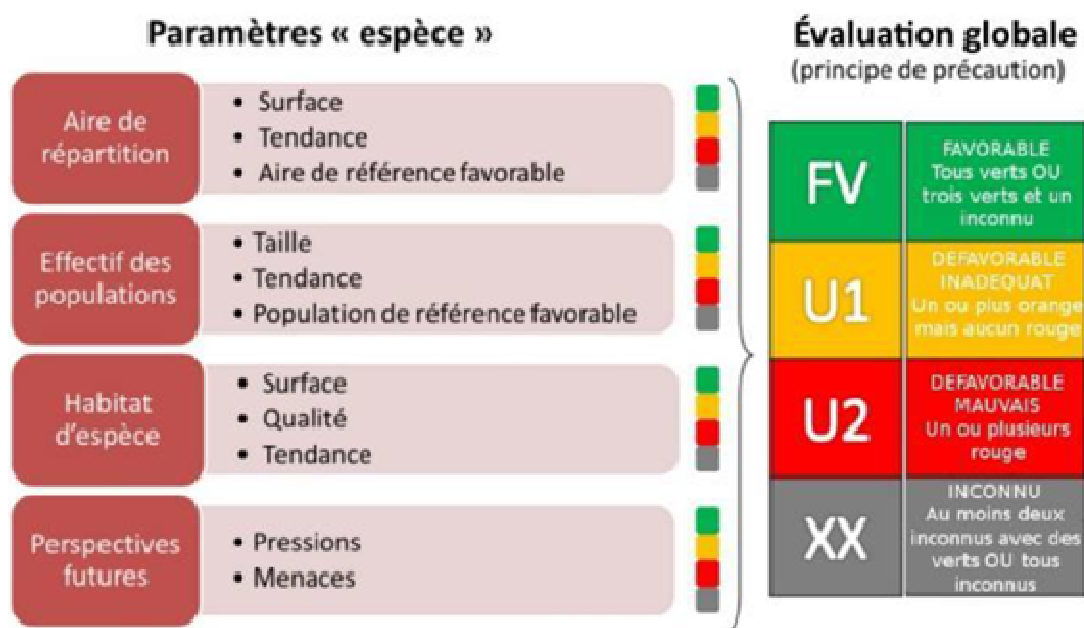 Paramètres « espèce »
Évaluation globale
(principe de précaution)
Aire de
répartition
• Surface
• Tendance
• Aire de référence favorable
Effectif des
populations
• Taille
• Tendance
• Population de référence favorable
Habitat
d'espèce
• Surface
• Qualité
• Tendance
Perspectives
futures
• Pressions
• Menaces
FV
FAVORABLE
Tous verts OU
trois verts et un
inconnu
U1
DEFAVORABLE
INADEQUAT
Un ou plus orange
mais aucun rouge
U2
DEFAVORABLE
MAUVAIS
Un ou plusieurs
rouge
XX
INCONNU
Au moins deux
inconnus avec des
verts OU tous
inconnus